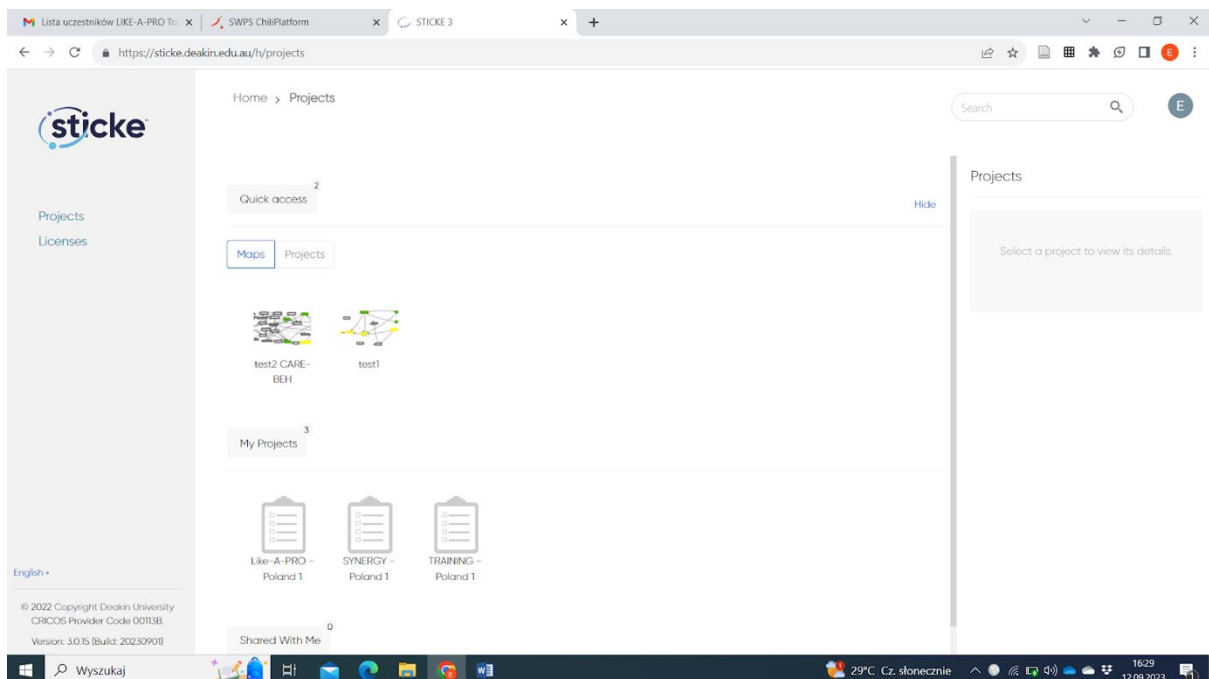 Lista uczestników LIKE-A-PRO Tr
SWPS ChiliPlatform
STICKE 3
https://sticke.deakin.edu.au/h/projects
E
sticke
Home > Projects
Search
E
Projects
Licenses
Quick access 2
Hide
Maps
Projects
test2 CARE-
BEH
test1
My Projects 3
Like-A-PRO -
Poland 1
SYNERGY -
Poland 1
TRAINING -
Poland 1
Shared With Me 0
Projects
Select a project to view its details.
English
© 2022 Copyright Deakin University
CRICOS Provider Code 00113B.
Version: 3.0.15 (Build: 20230901)
Wyszukaj
29°C Cz. słonecznie
16:29
12.09.2023
1